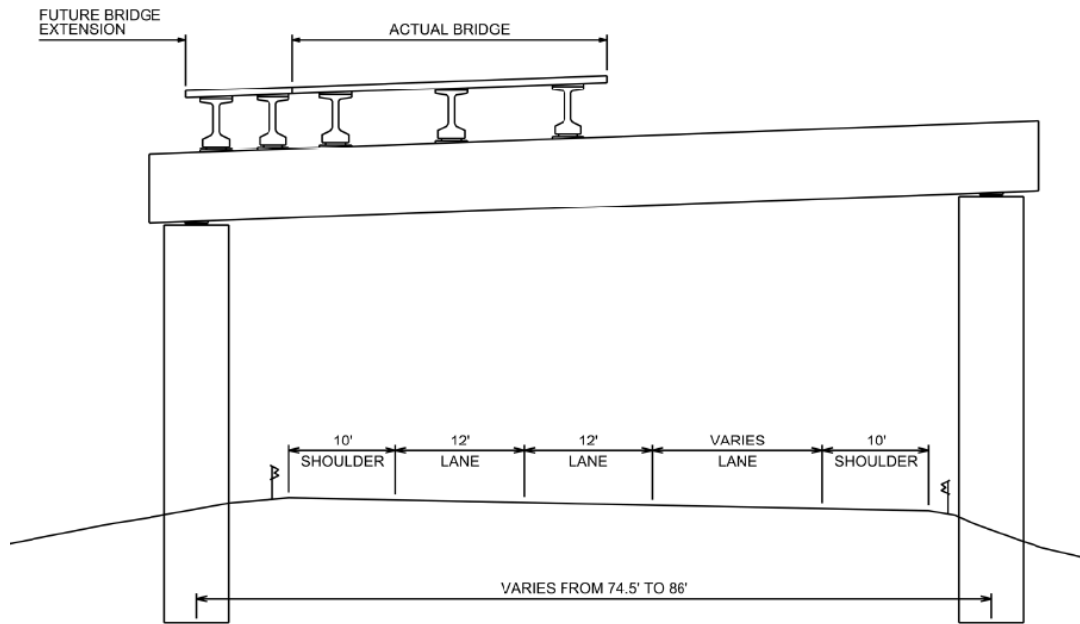 FUTURE BRIDGE
EXTENSION
ACTUAL BRIDGE
10'
SHOULDER
12'
LANE
12'
LANE
VARIES
LANE
10'
SHOULDER
VARIES FROM 74.5' TO 86'